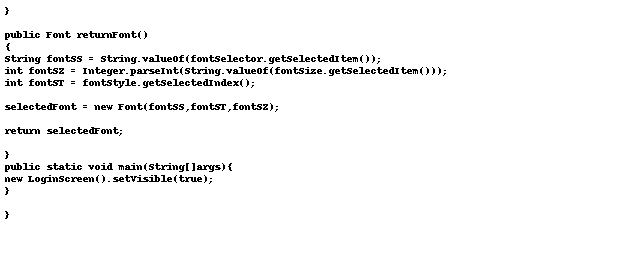 }
public Font returnFont()
{
String fontSS = String.valueOf(fontSelector.getSelectedItem());
int fontSZ = Integer.parseInt(String.valueOf(fontSize.getSelectedItem()));
int fontST = fontStyle.getSelectedIndex();
selectedFont = new Font(fontSS,fontST,fontSZ);
return selectedFont;
}
public static void main(String[]args){
new LoginScreen().setVisible(true);
}
}